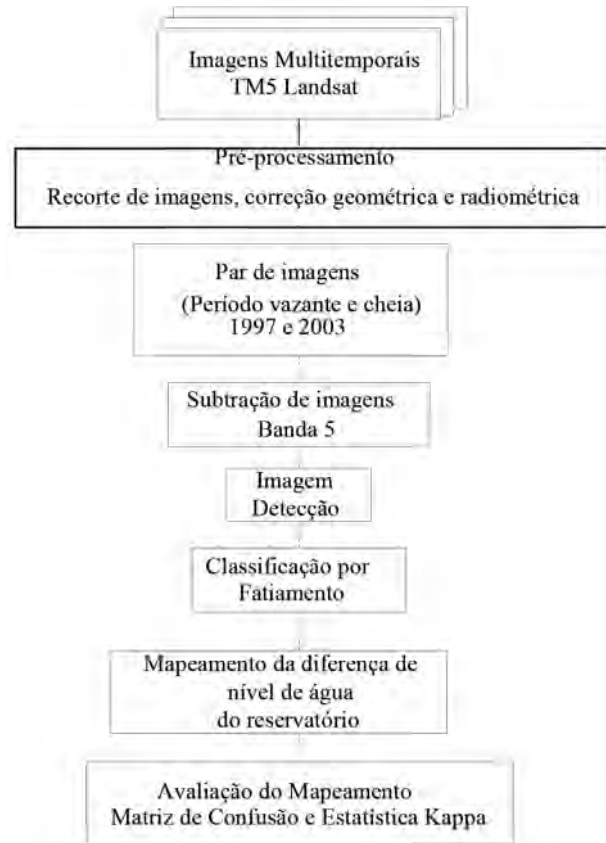 Imagens Multitemporais
TM5 Landsat
Pré-processamento
Recorte de imagens, correção geométrica e radiométrica
Par de imagens
(Período vazante e cheia)
1997 e 2003
Subtração de imagens
Banda 5
Imagem
Detecção
Classificação por
Fatiamento
Mapeamento da diferença de
nível de água
do reservatório
Avaliação do Mapeamento
Matriz de Confusão e Estatística Kappa